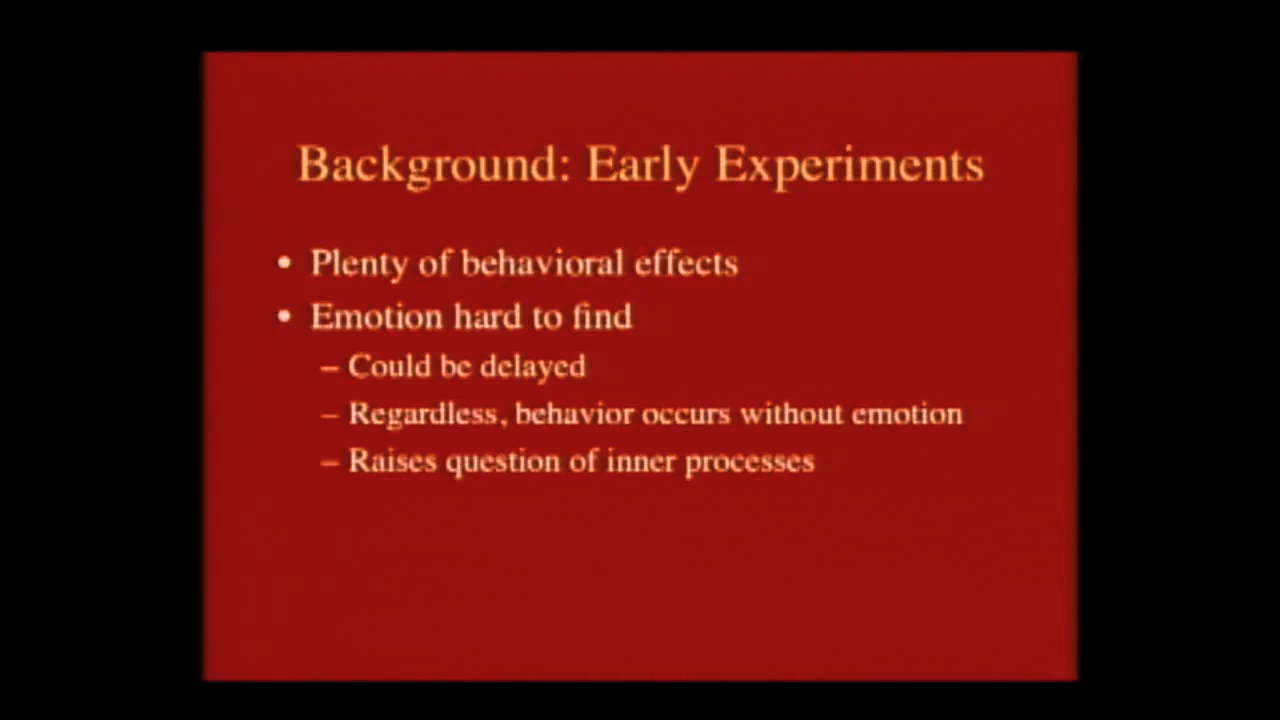 Background: Early Experiments
• Plenty of behavioral effects
• Emotion hard to find
– Could be delayed
– Regardless, behavior occurs without emotion
– Raises question of inner processes